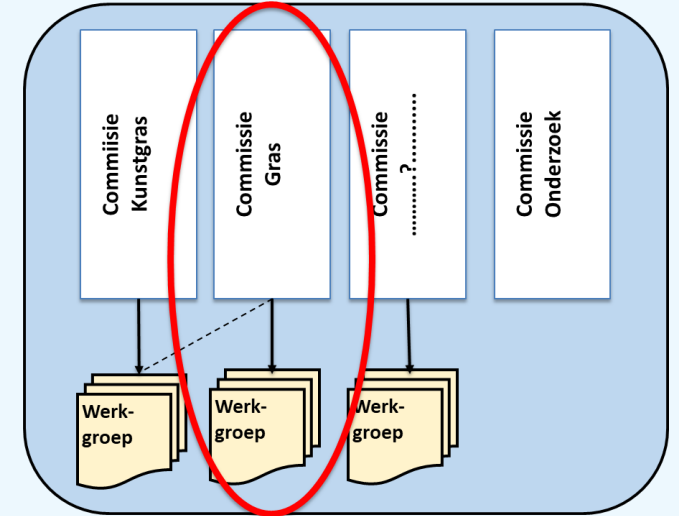 Commiisie
Kunstgras
Commissie
Gras
Commissie
...........?............
Commissie
Onderzoek
Werk-
groep
Werk-
groep
Werk-
groep